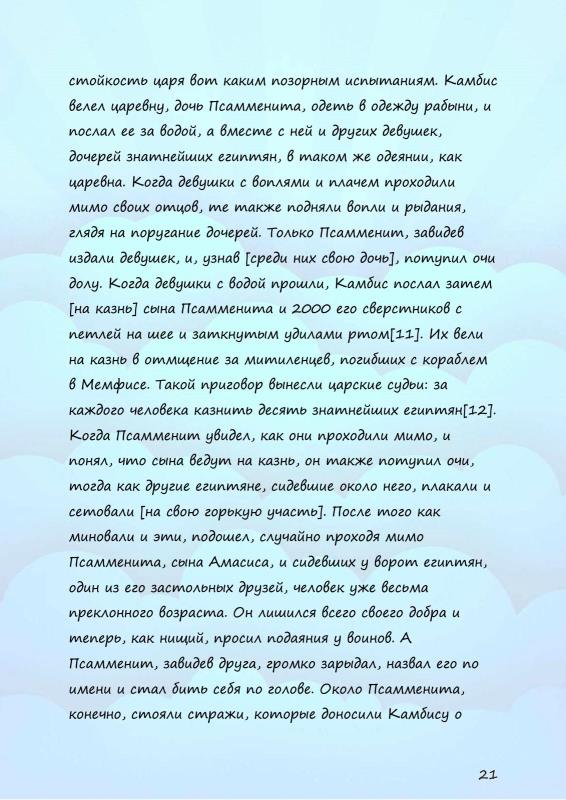 стойкость царя вот каким позорным испытаниям. Камбис
велел царевну, дочь Псамменита, одеть в одежду рабыни, и
послал ее за водой, а вместе с ней и других девушек,
дочерей знатнейших египтян, в таком же одеянии, как
царевна. Когда девушки с воплями и плачем проходили
мимо своих отцов, те также подняли вопли и рыдания,
глядя на поругание дочерей. Только Псамменит, завидев
издали девушек, и, узнав [среди них свою дочь], потупил очи
долу. Когда девушки с водой прошли, Камбис послал затем
[на казнь] сына Псамменита и 2000 его сверстников с
петлей на шее и заткнутым удилами ртом[11]. Их вели
на казнь в отмщение за митиленцев, погибших с кораблем
в Мемфисе. Такой приговор вынесли царские судьи: за
каждого человека казнить десять знатнейших египтян[12].
Когда Псамменит увидел, как они проходили мимо, и
понял, что сына ведут на казнь, он также потупил очи,
тогда как другие египтяне, сидевшие около него, плакали и
сетовали [на свою горькую участь]. После того как
миновали и эти, подошел, случайно проходя мимо
Псамменита, сына Амасиса, и сидевших у ворот египтян,
один из его застольных друзей, человек уже весьма
преклонного возраста. Он лишился всего своего добра и
теперь, как нищий, просил подаяния у воинов. А
Псамменит, завидев друга, громко зарыдал, назвал его по
имени и стал бить себя по голове. Около Псамменита,
конечно, стояли стражи, которые доносили Камбису о
21